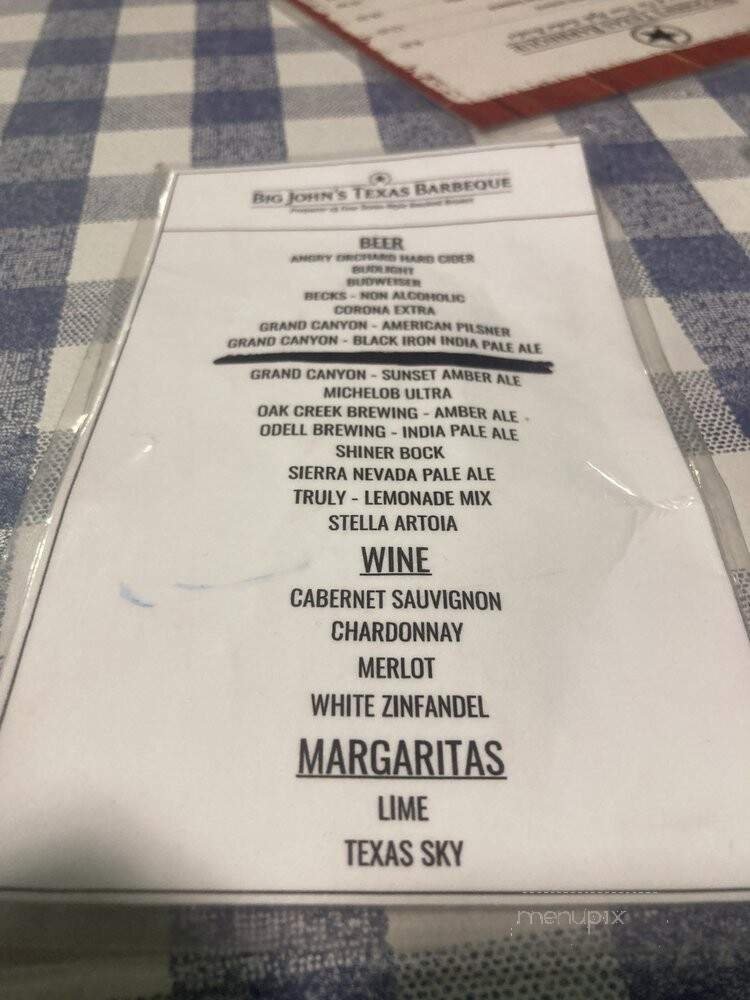 BIG JOHN'S TEXAS BARBEQUE
BEER
ANGRY ORCHARD HARD CIDER
BUDLIGHT
BUDWEISER
BECKS - NON ALCOHOLIC
CORONA EXTRA
GRAND CANYON - AMERICAN PILSNER
GRAND CANYON - BLACK IRON INDIA PALE ALE
GRAND CANYON - SUNSET AMBER ALE
MICHELOB ULTRA
OAK CREEK BREWING - AMBER ALE
ODELL BREWING - INDIA PALE ALE
SHINER BOCK
SIERRA NEVADA PALE ALE
TRULY - LEMONADE MIX
STELLA ARTOIA
WINE
CABERNET SAUVIGNON
CHARDONNAY
MERLOT
WHITE ZINFANDEL
MARGARITAS
LIME
TEXAS SKY
menupix